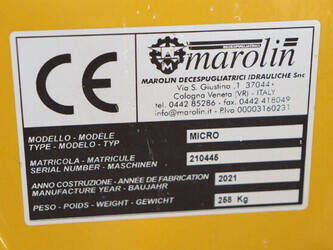 CE
marolin
DECESPUGLIATRICI
MAROLIN DECESPUGLIATRICI IDRAULICHE Snc
Via S. Giustino ,1 37044
Cologna Veneta (VR) - ITALY
tel. 0442 85286 - fax. 0442 418049
info@marolin.it - P.Iva 00003160231
MODELLO - MODELE
TYPE - MODELO - TYP
MICRO
MATRICOLA - MATRICULE
SERIAL NUMBER - MASCHINEN
210445
ANNO COSTRUZIONE - ANNEE DE FABRICATION
MANUFACTURE YEAR - BAUJAHR
2021
PESO - POIDS - WEIGHT - GEWICHT
255 Kg